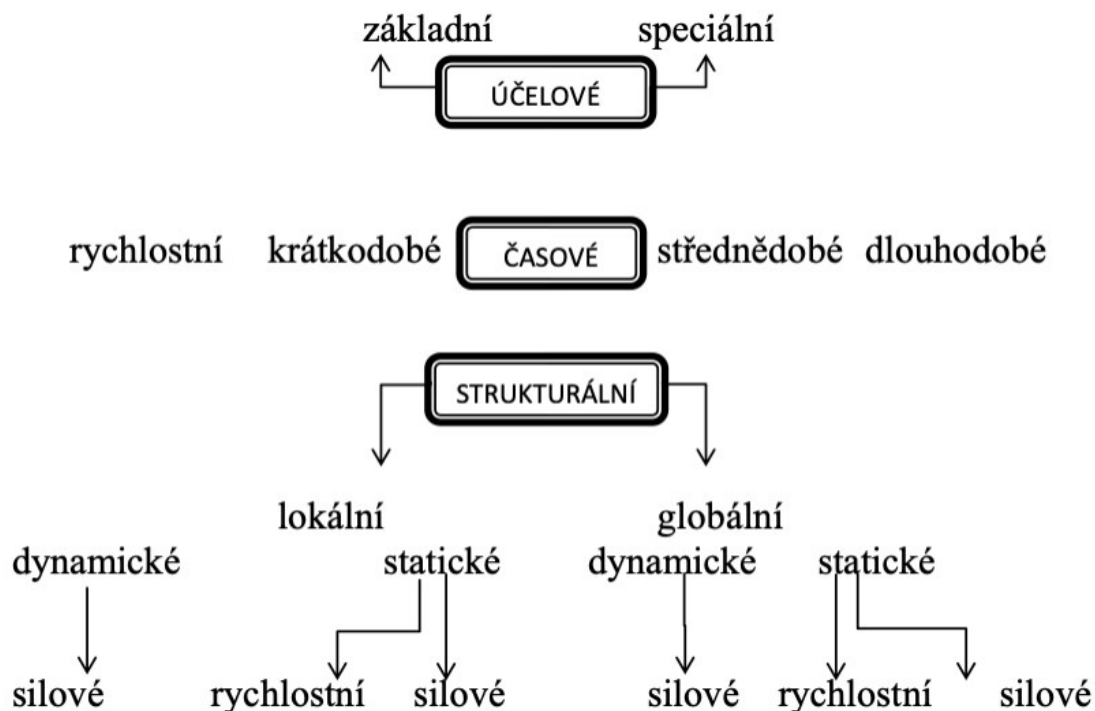 základní speciální
ÚČELOVÉ
rychlostní krátkodobé ČASOVÉ střednědobé dlouhodobé
STRUKTURÁLNÍ
lokální globální
dynamické statické dynamické statické
silové rychlostní silové silové rychlostní silové